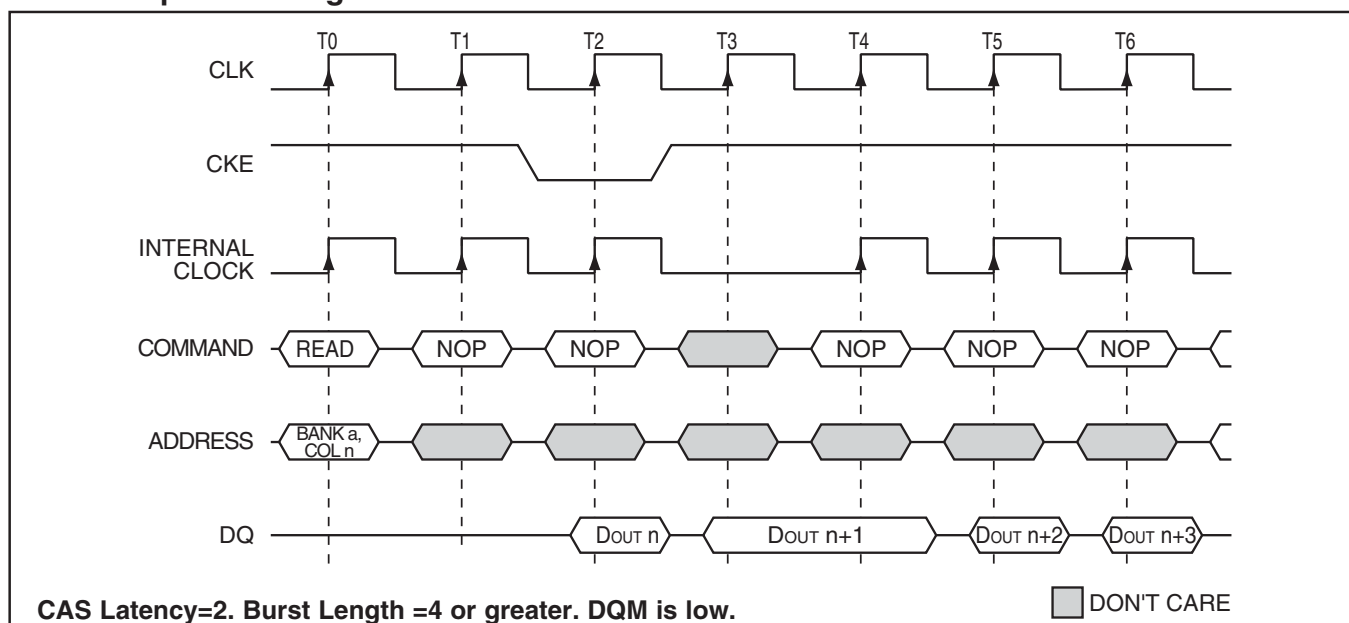 T0 T1 T2 T3 T4 T5 T6
CLK
CKE
INTERNAL
CLOCK
COMMAND READ NOP NOP NOP NOP NOP
ADDRESS BANK a,
COL n
DQ DOUT n DOUT n+1 DOUT n+2 DOUT n+3
CAS Latency=2. Burst Length =4 or greater. DQM is low. DON'T CARE